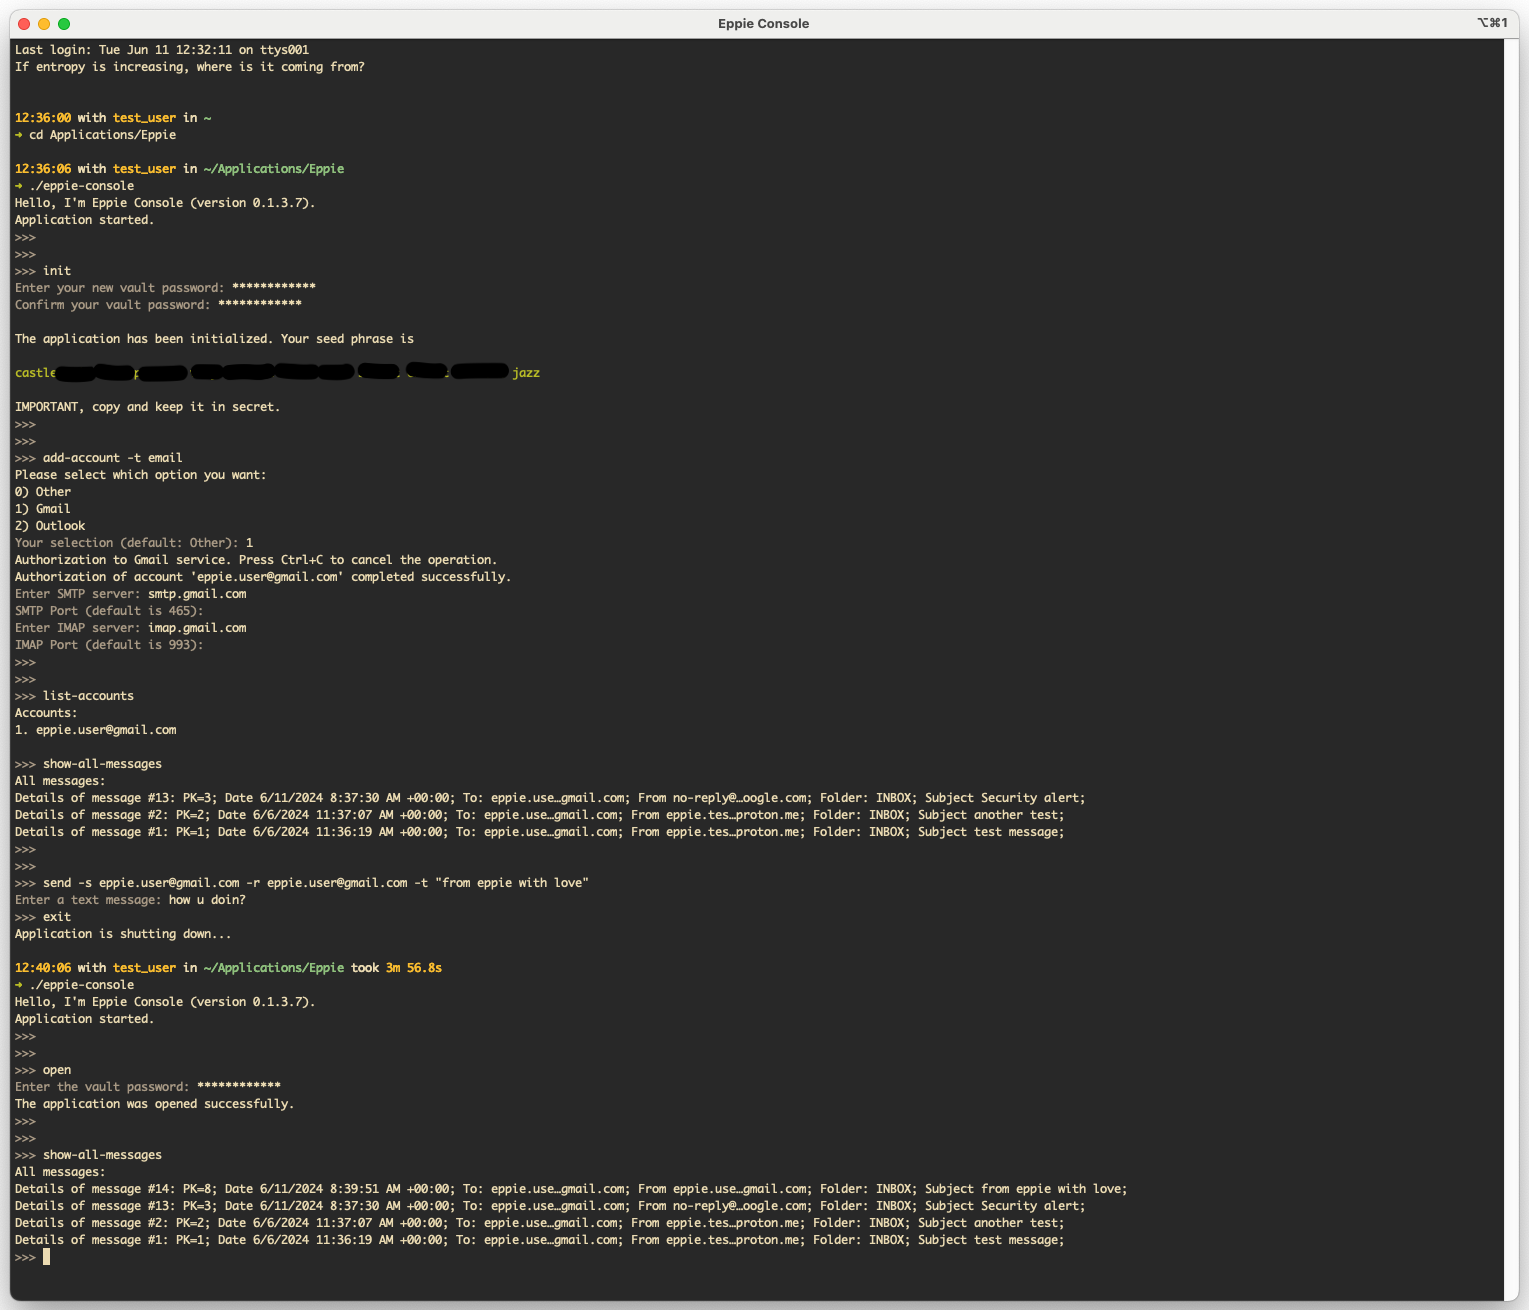 Eppie Console
⌥⌘1
Last login: Tue Jun 11 12:32:11 on ttys001
If entropy is increasing, where is it coming from?
12:36:00 with test_user in ~
➜ cd Applications/Eppie
12:36:06 with test_user in ~/Applications/Eppie
➜ ./eppie-console
Hello, I'm Eppie Console (version 0.1.3.7).
Application started.
>>>
>>>
>>> init
Enter your new vault password: ************
Confirm your vault password: ************
The application has been initialized. Your seed phrase is
castle jazz
IMPORTANT, copy and keep it in secret.
>>>
>>>
>>> add-account -t email
Please select which option you want:
0) Other
1) Gmail
2) Outlook
Your selection (default: Other): 1
Authorization to Gmail service. Press Ctrl+C to cancel the operation.
Authorization of account 'eppie.user@gmail.com' completed successfully.
Enter SMTP server: smtp.gmail.com
SMTP Port (default is 465):
Enter IMAP server: imap.gmail.com
IMAP Port (default is 993):
>>>
>>>
>>> list-accounts
Accounts:
1. eppie.user@gmail.com
>>> show-all-messages
All messages:
Details of message #13: PK=3; Date 6/11/2024 8:37:30 AM +00:00; To: eppie.use…gmail.com; From no-reply@…oogle.com; Folder: INBOX; Subject Security alert;
Details of message #2: PK=2; Date 6/6/2024 11:37:07 AM +00:00; To: eppie.use…gmail.com; From eppie.tes…proton.me; Folder: INBOX; Subject another test;
Details of message #1: PK=1; Date 6/6/2024 11:36:19 AM +00:00; To: eppie.use…gmail.com; From eppie.tes…proton.me; Folder: INBOX; Subject test message;
>>>
>>>
>>> send -s eppie.user@gmail.com -r eppie.user@gmail.com -t "from eppie with love"
Enter a text message: how u doin?
>>> exit
Application is shutting down...
12:40:06 with test_user in ~/Applications/Eppie took 3m 56.8s
➜ ./eppie-console
Hello, I'm Eppie Console (version 0.1.3.7).
Application started.
>>>
>>>
>>> open
Enter the vault password: ************
The application was opened successfully.
>>>
>>>
>>> show-all-messages
All messages:
Details of message #14: PK=8; Date 6/11/2024 8:39:51 AM +00:00; To: eppie.use…gmail.com; From eppie.use…gmail.com; Folder: INBOX; Subject from eppie with love;
Details of message #13: PK=3; Date 6/11/2024 8:37:30 AM +00:00; To: eppie.use…gmail.com; From no-reply@…oogle.com; Folder: INBOX; Subject Security alert;
Details of message #2: PK=2; Date 6/6/2024 11:37:07 AM +00:00; To: eppie.use…gmail.com; From eppie.tes…proton.me; Folder: INBOX; Subject another test;
Details of message #1: PK=1; Date 6/6/2024 11:36:19 AM +00:00; To: eppie.use…gmail.com; From eppie.tes…proton.me; Folder: INBOX; Subject test message;
>>>